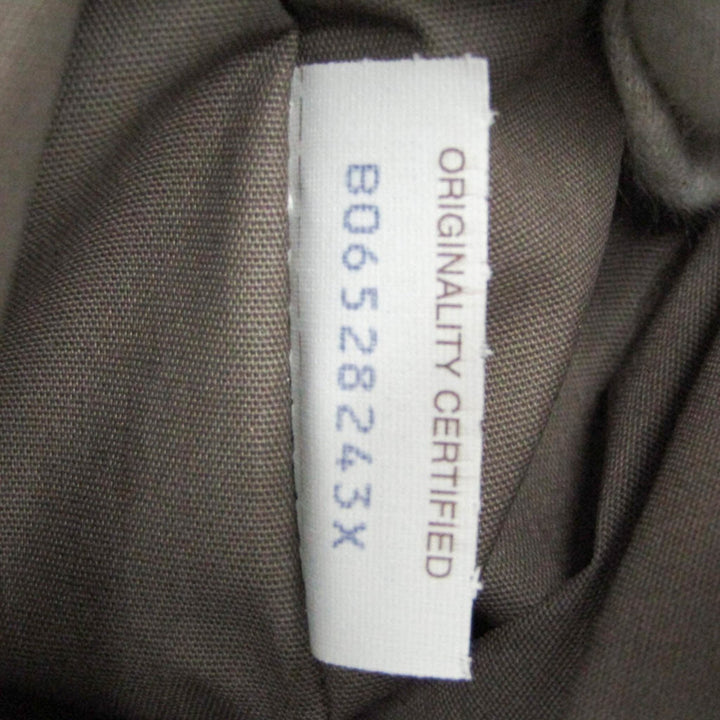 ORIGINALITY CERTIFIED
B06528243X